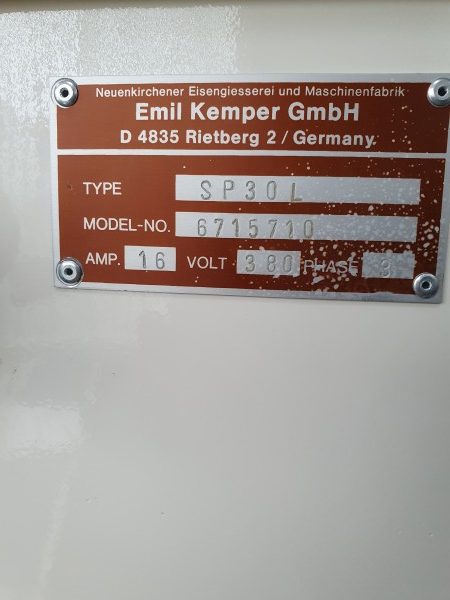 Neuenkirchener Eisengiesserei und Maschinenfabrik
Emil Kemper GmbH
D 4835 Rietberg 2 / Germany
TYPE SP30L
MODEL-NO. 6715710
AMP. 16 VOLT 380 PHASE 3